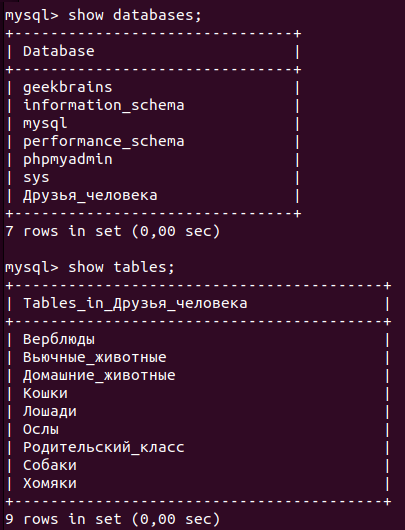 mysql> show databases;
+-------------------------------+
| Database                      |
+-------------------------------+
| geekbrains                    |
| information_schema            |
| mysql                         |
| performance_schema            |
| phpmyadmin                    |
| sys                           |
| Друзья_человека               |
+-------------------------------+
7 rows in set (0,00 sec)
mysql> show tables;
+-----------------------------------------+
| Tables_in_Друзья_человека               |
+-----------------------------------------+
| Верблюды                                |
| Вьючные_животные                        |
| Домашние_животные                       |
| Кошки                                   |
| Лошади                                  |
| Ослы                                    |
| Родительский_класс                      |
| Собаки                                  |
| Хомяки                                  |
+-----------------------------------------+
9 rows in set (0,00 sec)